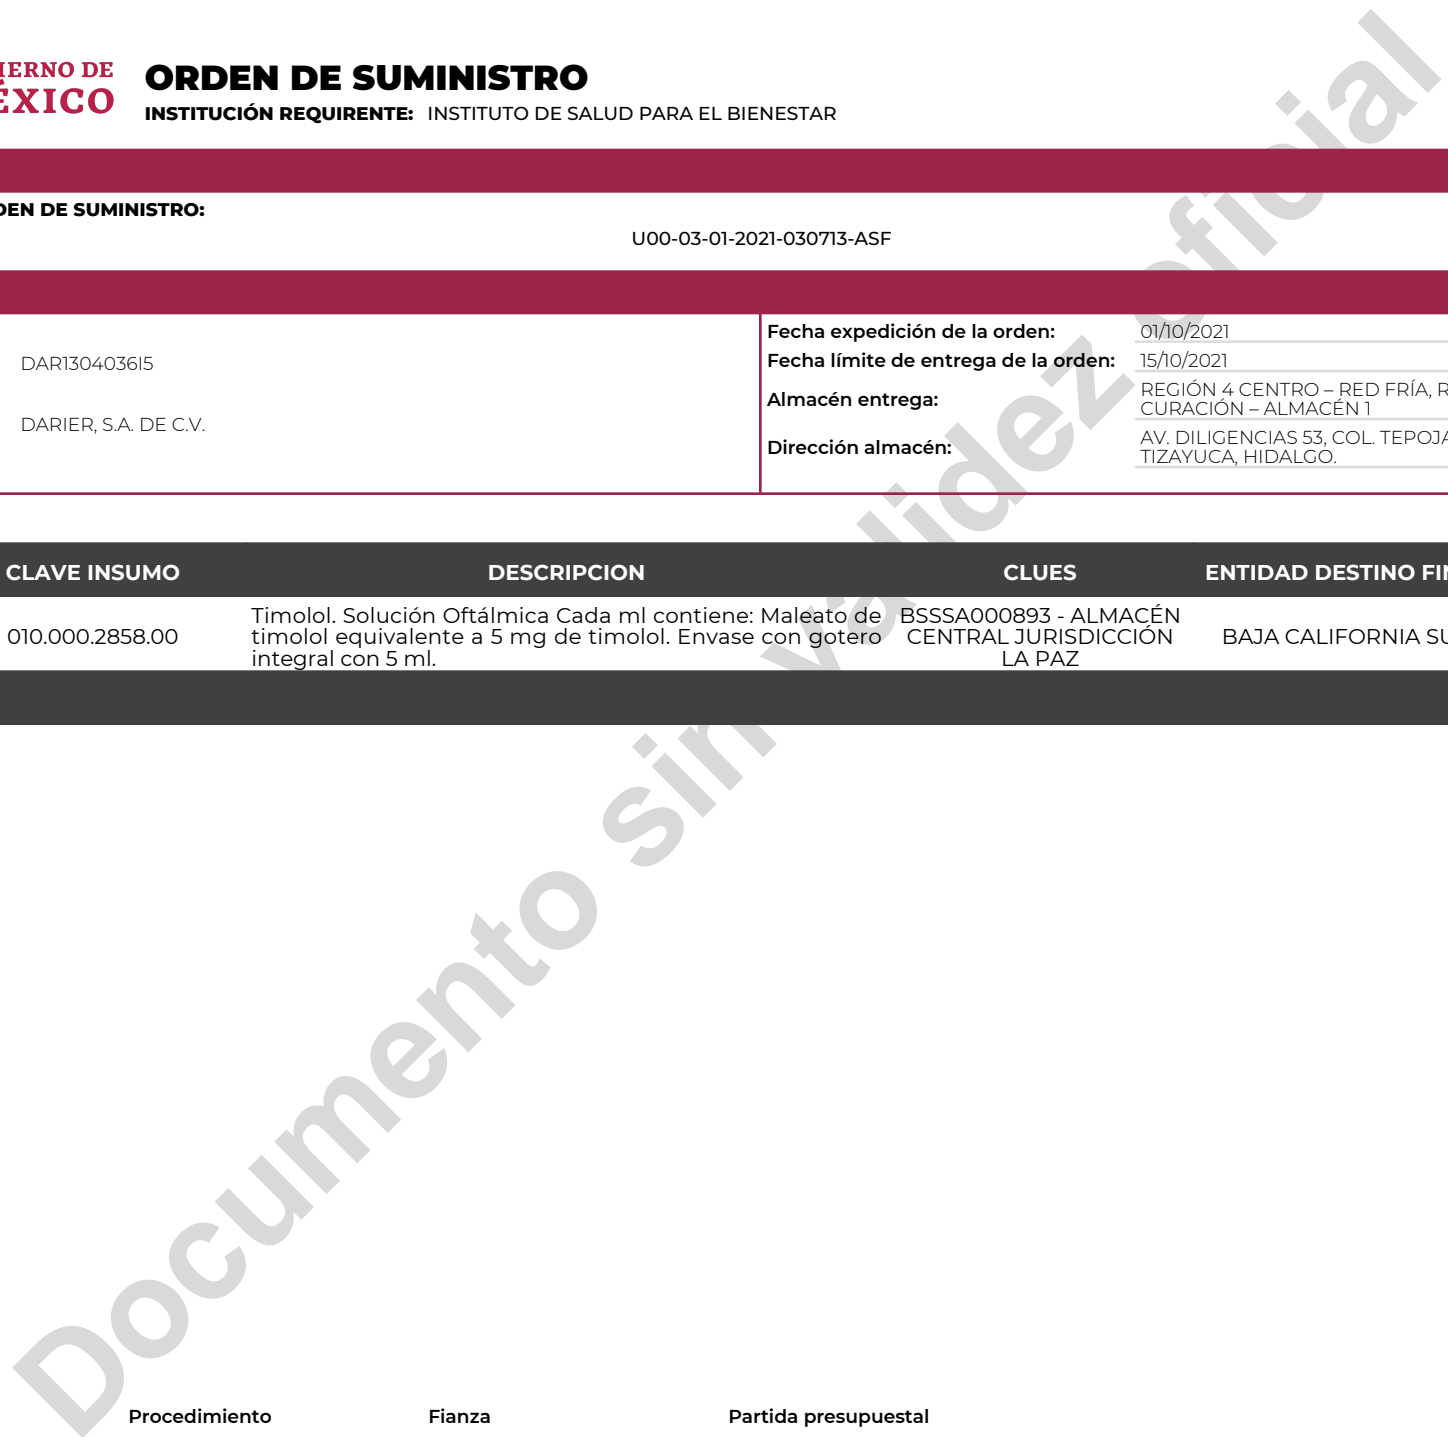 IERNO DE
ÉXICO
ORDEN DE SUMINISTRO
INSTITUCIÓN REQUIRENTE: INSTITUTO DE SALUD PARA EL BIENESTAR
DEN DE SUMINISTRO:
U00-03-01-2021-030713-ASF
DAR1304036I5
DARIER, S.A. DE C.V.
Fecha expedición de la orden: 01/10/2021
Fecha límite de entrega de la orden: 15/10/2021
Almacén entrega: REGIÓN 4 CENTRO – RED FRÍA, R
CURACIÓN – ALMACÉN 1
Dirección almacén: AV. DILIGENCIAS 53, COL. TEPOJA
TIZAYUCA, HIDALGO.
CLAVE INSUMO DESCRIPCION CLUES ENTIDAD DESTINO FIN
010.000.2858.00
Timolol. Solución Oftálmica Cada ml contiene: Maleato de
timolol equivalente a 5 mg de timolol. Envase con gotero
integral con 5 ml.
BSSSA000893 - ALMACÉN
CENTRAL JURISDICCIÓN
LA PAZ
BAJA CALIFORNIA SU
Documento sin validez oficial
Procedimiento Fianza Partida presupuestal